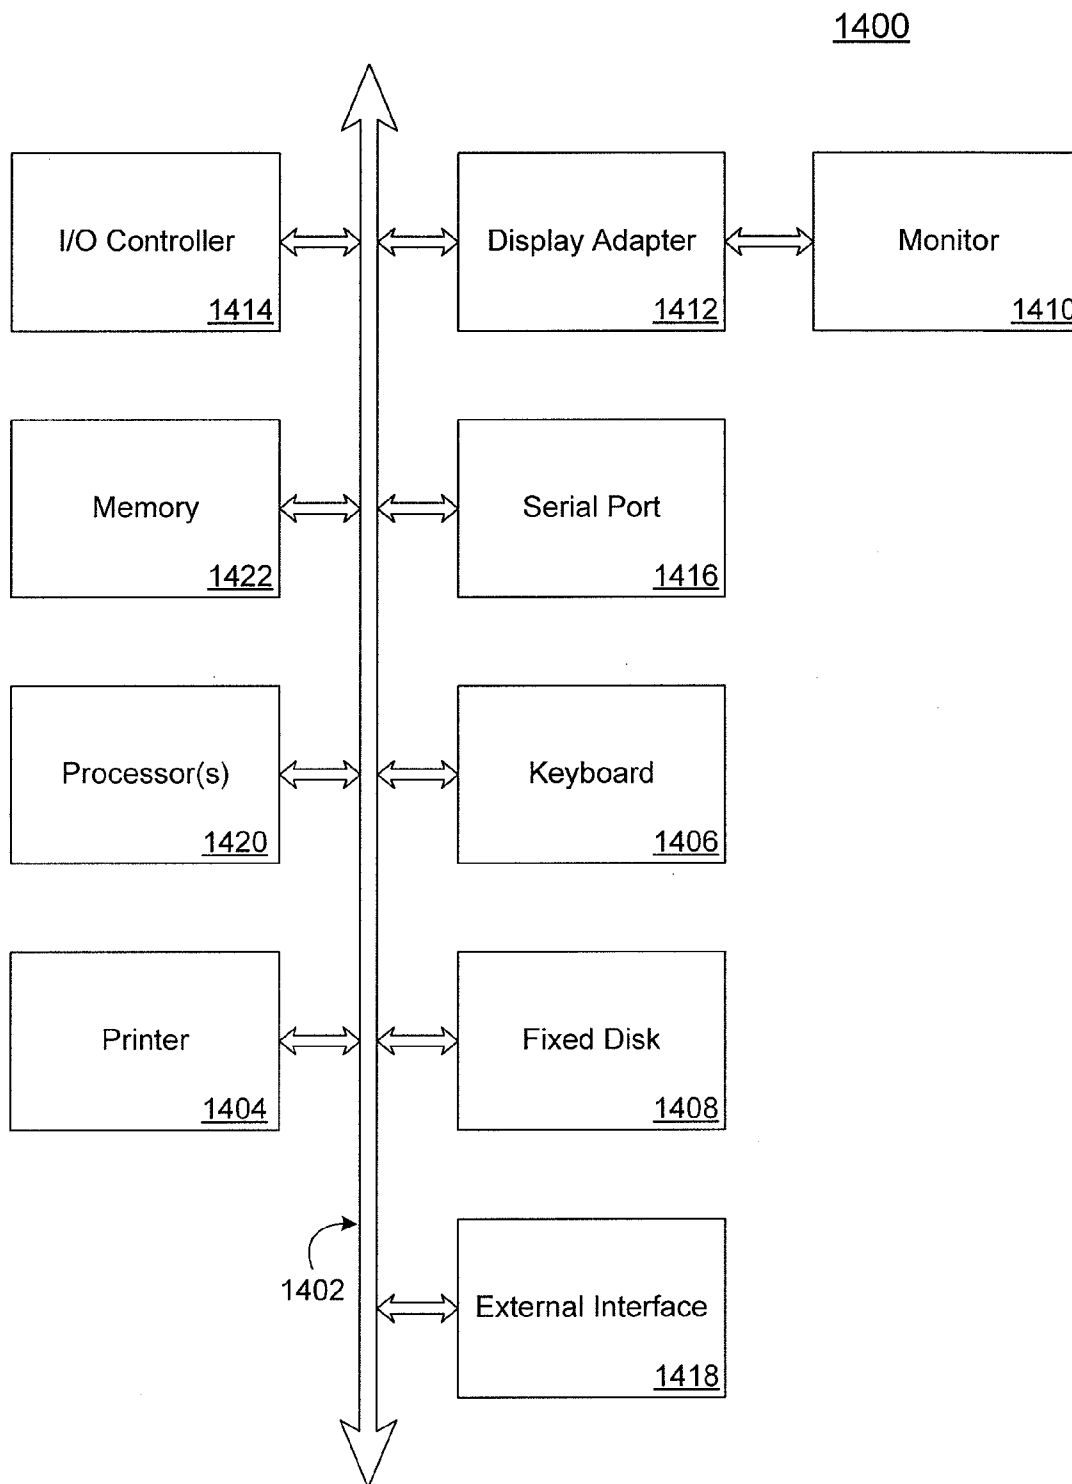 1400
I/O Controller
1414
Display Adapter
1412
Monitor
1410
Memory
1422
Serial Port
1416
Processor(s)
1420
Keyboard
1406
Printer
1404
Fixed Disk
1408
1402
External Interface
1418